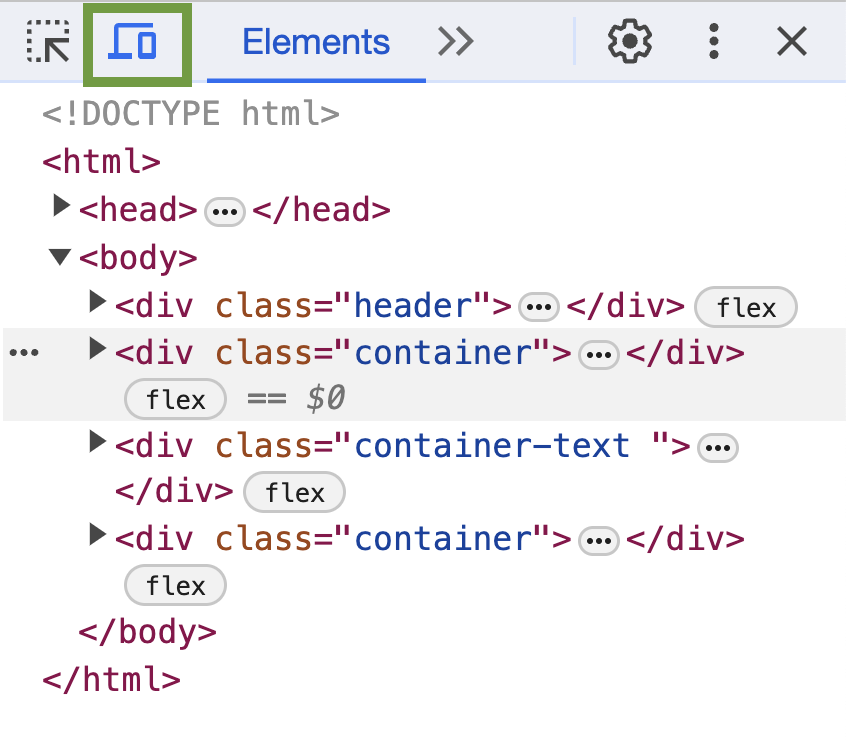 Elements
<!DOCTYPE html>
<html>
<head>…</head>
<body>
<div class="header">…</div> flex
<div class="container">…</div>
flex == $0
<div class="container-text ">…
</div> flex
<div class="container">…</div>
flex
</body>
</html>